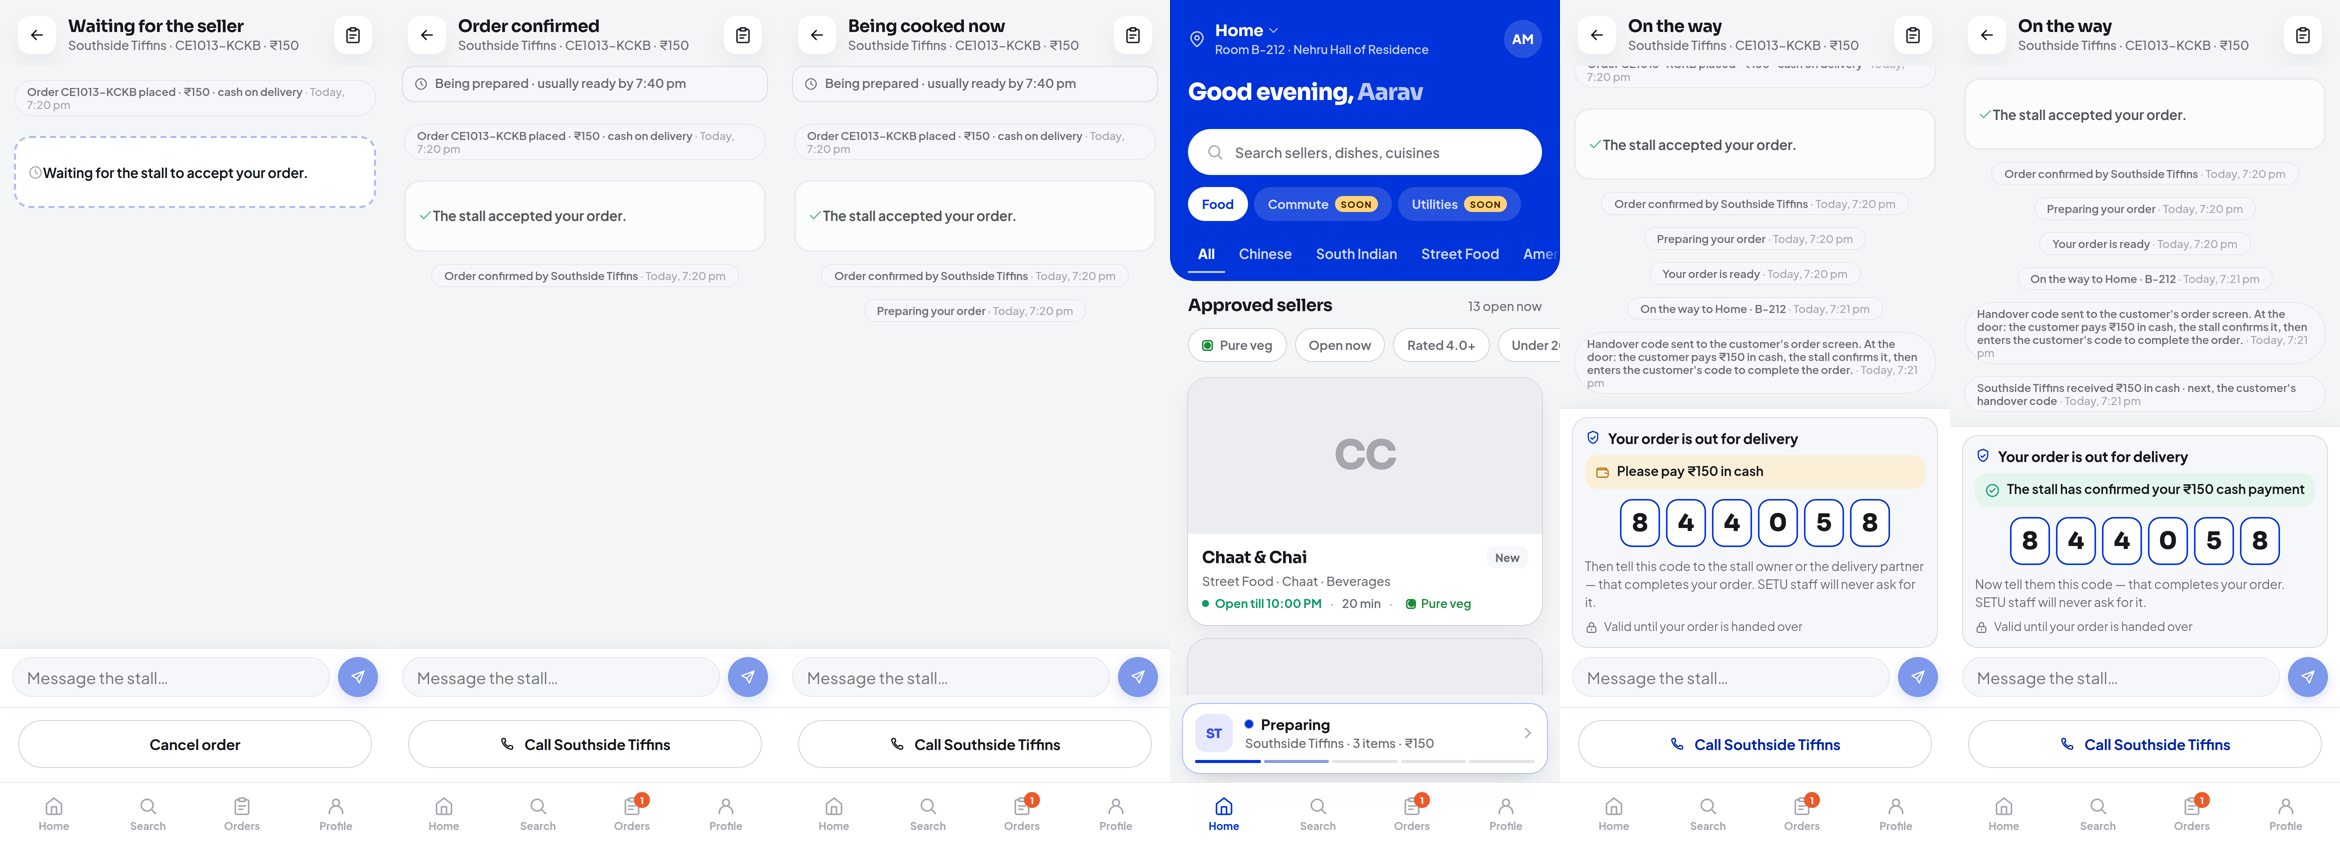 Waiting for the seller
Southside Tiffins · CE1013-KCKB · ₹150
Order CE1013-KCKB placed · ₹150 · cash on delivery · Today,
7:20 pm
Waiting for the stall to accept your order.
Message the stall...
Cancel order
Home
Search
Orders
Profile
Order confirmed
Southside Tiffins · CE1013-KCKB · ₹150
Being prepared · usually ready by 7:40 pm
Order CE1013-KCKB placed · ₹150 · cash on delivery · Today,
7:20 pm
The stall accepted your order.
Order confirmed by Southside Tiffins · Today, 7:20 pm
Message the stall...
Call Southside Tiffins
Home
Search
1
Orders
Profile
Being cooked now
Southside Tiffins · CE1013-KCKB · ₹150
Being prepared · usually ready by 7:40 pm
Order CE1013-KCKB placed · ₹150 · cash on delivery · Today,
7:20 pm
The stall accepted your order.
Order confirmed by Southside Tiffins · Today, 7:20 pm
Preparing your order · Today, 7:20 pm
Message the stall...
Call Southside Tiffins
Home
Search
1
Orders
Profile
Home
Room B-212 · Nehru Hall of Residence
AM
Good evening, Aarav
Search sellers, dishes, cuisines
Food
Commute SOON
Utilities SOON
All
Chinese
South Indian
Street Food
Amer
Approved sellers
13 open now
Pure veg
Open now
Rated 4.0+
Under 20
CC
Chaat & Chai
New
Street Food · Chaat · Beverages
Open till 10:00 PM · 20 min · Pure veg
ST
Preparing
Southside Tiffins · 3 items · ₹150
Home
Search
1
Orders
Profile
On the way
Southside Tiffins · CE1013-KCKB · ₹150
Order CE1013-KCKB placed · ₹150 · cash on delivery · Today,
7:20 pm
The stall accepted your order.
Order confirmed by Southside Tiffins · Today, 7:20 pm
Preparing your order · Today, 7:20 pm
Your order is ready · Today, 7:20 pm
On the way to Home · B-212 · Today, 7:21 pm
Handover code sent to the customer's order screen. At the
door: the customer pays ₹150 in cash, the stall confirms it, then
enters the customer's code to complete the order. · Today, 7:21
pm
Your order is out for delivery
Please pay ₹150 in cash
8 4 4 0 5 8
Then tell this code to the stall owner or the delivery partner
— that completes your order. SETU staff will never ask for
it.
Valid until your order is handed over
Message the stall...
Call Southside Tiffins
Home
Search
1
Orders
Profile
On the way
Southside Tiffins · CE1013-KCKB · ₹150
The stall accepted your order.
Order confirmed by Southside Tiffins · Today, 7:20 pm
Preparing your order · Today, 7:20 pm
Your order is ready · Today, 7:20 pm
On the way to Home · B-212 · Today, 7:21 pm
Handover code sent to the customer's order screen. At the
door: the customer pays ₹150 in cash, the stall confirms it, then
enters the customer's code to complete the order. · Today, 7:21
pm
Southside Tiffins received ₹150 in cash · next, the customer's
handover code · Today, 7:21 pm
Your order is out for delivery
The stall has confirmed your ₹150 cash payment
8 4 4 0 5 8
Now tell them this code — that completes your order.
SETU staff will never ask for it.
Valid until your order is handed over
Message the stall...
Call Southside Tiffins
Home
Search
1
Orders
Profile